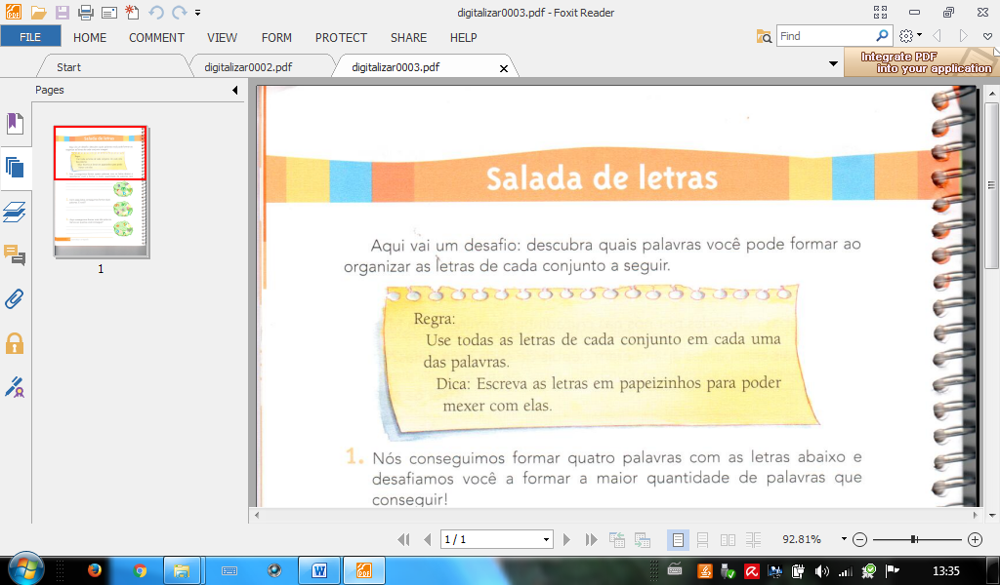 digitalizar0003.pdf - Foxit Reader
FILE HOME COMMENT VIEW FORM PROTECT SHARE HELP
Find
Start digitalizar0002.pdf digitalizar0003.pdf
Integrate PDF
into your application
Pages
1
Salada de letras
Aqui vai um desafio: descubra quais palavras você pode formar ao
organizar as letras de cada conjunto a seguir.
Regra:
Use todas as letras de cada conjunto em cada uma
das palavras.
Dica: Escreva as letras em papeizinhos para poder
mexer com elas.
1. Nós conseguimos formar quatro palavras com as letras abaixo e
desafiamos você a formar a maior quantidade de palavras que
conseguir!
1 / 1
92.81%
13:35